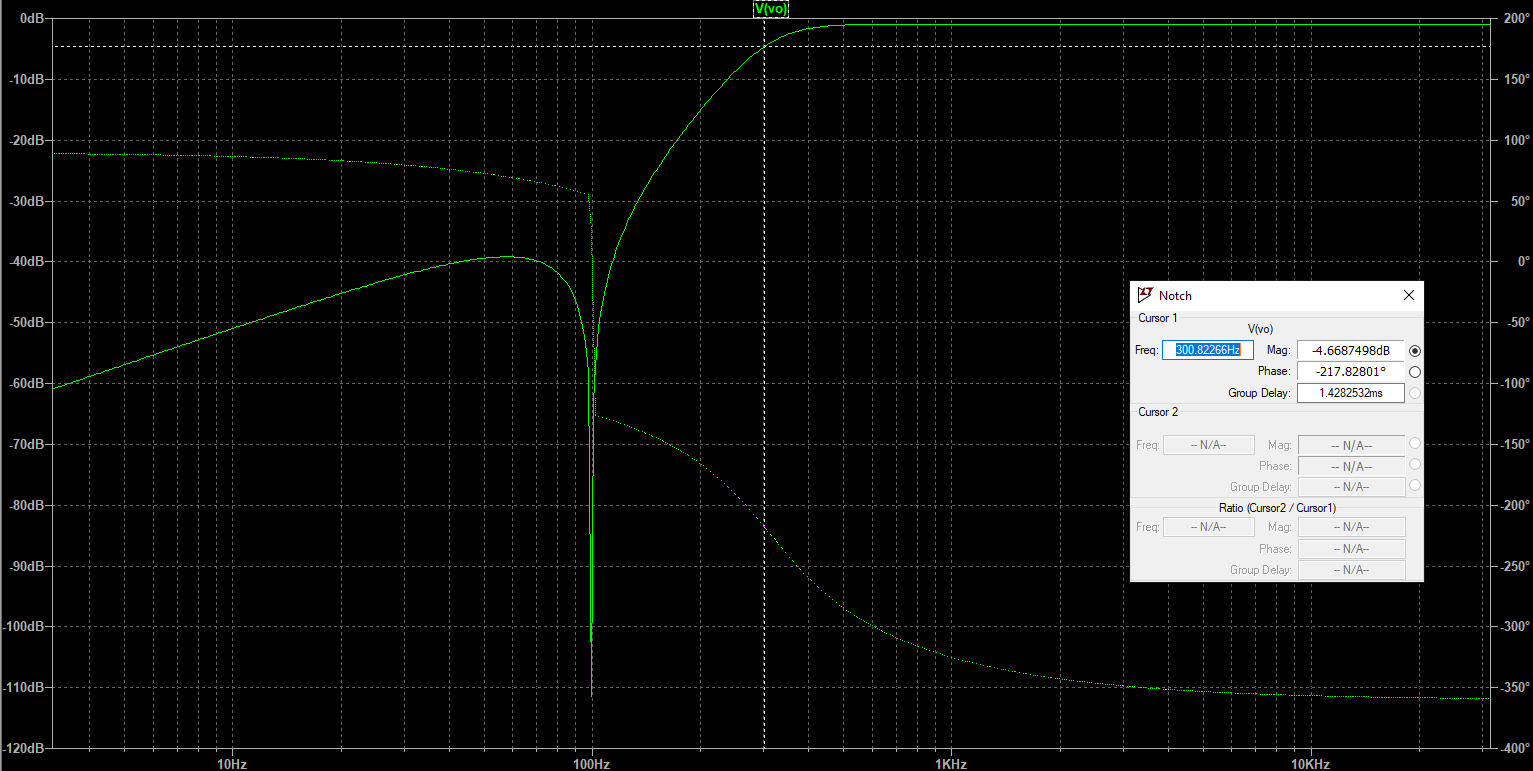 V(vo)
0dB 200°
-10dB 150°
-20dB 100°
-30dB 50°
-40dB 0°
-50dB -50°
-60dB -100°
-70dB -150°
-80dB -200°
-90dB -250°
-100dB -300°
-110dB -350°
-120dB -400°
10Hz 100Hz 1KHz 10KHz
Notch
Cursor 1
V(vo)
Freq: 300.82266Hz Mag: -4.6687498dB
Phase: -217.82801°
Group Delay: 1.4282532ms
Cursor 2
Freq: -- N/A-- Mag: -- N/A--
Phase: -- N/A--
Group Delay: -- N/A--
Ratio (Cursor2 / Cursor1)
Freq: -- N/A-- Mag: -- N/A--
Phase: -- N/A--
Group Delay: -- N/A--